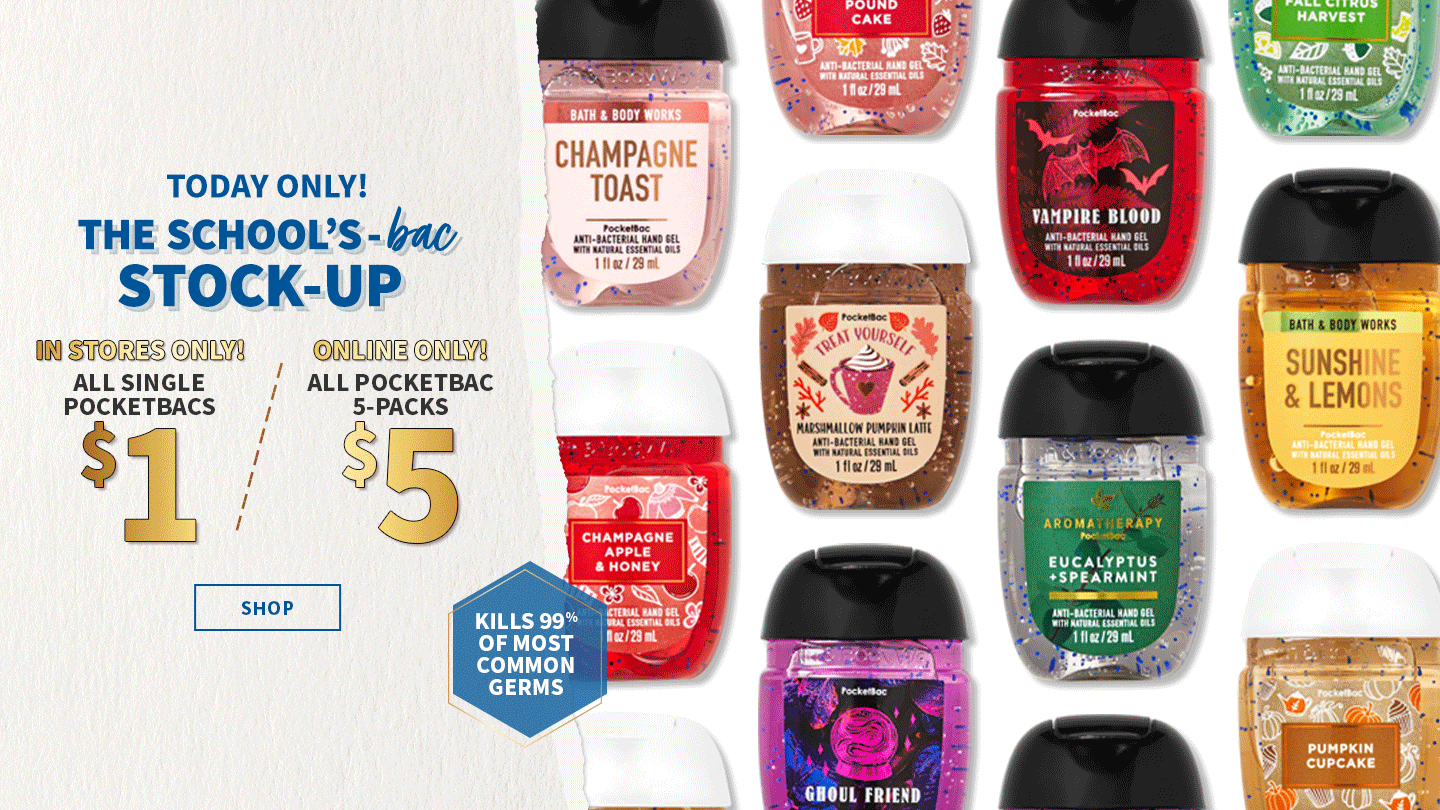 TODAY ONLY!
THE SCHOOL'S-bac
STOCK-UP
IN STORES ONLY!
ALL SINGLE
POCKETBACS
$1
ONLINE ONLY!
ALL POCKETBAC
5-PACKS
$5
SHOP
KILLS 99%
OF MOST
COMMON
GERMS
BATH & BODY WORKS
CHAMPAGNE
TOAST
PocketBac
ANTI-BACTERIAL HAND GEL
WITH NATURAL ESSENTIAL OILS
1 fl oz / 29 mL
PocketBac
CHAMPAGNE
APPLE
& HONEY
HAND GEL
ESSENTIAL OILS
oz / 29 mL
POUND
CAKE
ANTI-BACTERIAL HAND GEL
WITH NATURAL ESSENTIAL OILS
1 fl oz / 29 mL
PocketBac
TREAT YOURSELF
MARSHMALLOW PUMPKIN LATTE
ANTI-BACTERIAL HAND GEL
WITH NATURAL ESSENTIAL OILS
1 fl oz / 29 mL
PocketBac
GHOUL FRIEND
PocketBac
VAMPIRE BLOOD
ANTI-BACTERIAL HAND GEL
WITH NATURAL ESSENTIAL OILS
1 fl oz / 29 mL
AROMATHERAPY
PocketBac
EUCALYPTUS
+SPEARMINT
ANTI-BACTERIAL HAND GEL
WITH NATURAL ESSENTIAL OILS
1 fl oz / 29 mL
FALL CITRUS
HARVEST
ANTI-BACTERIAL HAND GEL
WITH NATURAL ESSENTIAL OILS
1 fl oz / 29 mL
BATH & BODY WORKS
SUNSHINE
& LEMONS
PocketBac
ANTI-BACTERIAL HAND GEL
WITH NATURAL ESSENTIAL OILS
1 fl oz / 29 mL
PocketBac
PUMPKIN
CUPCAKE